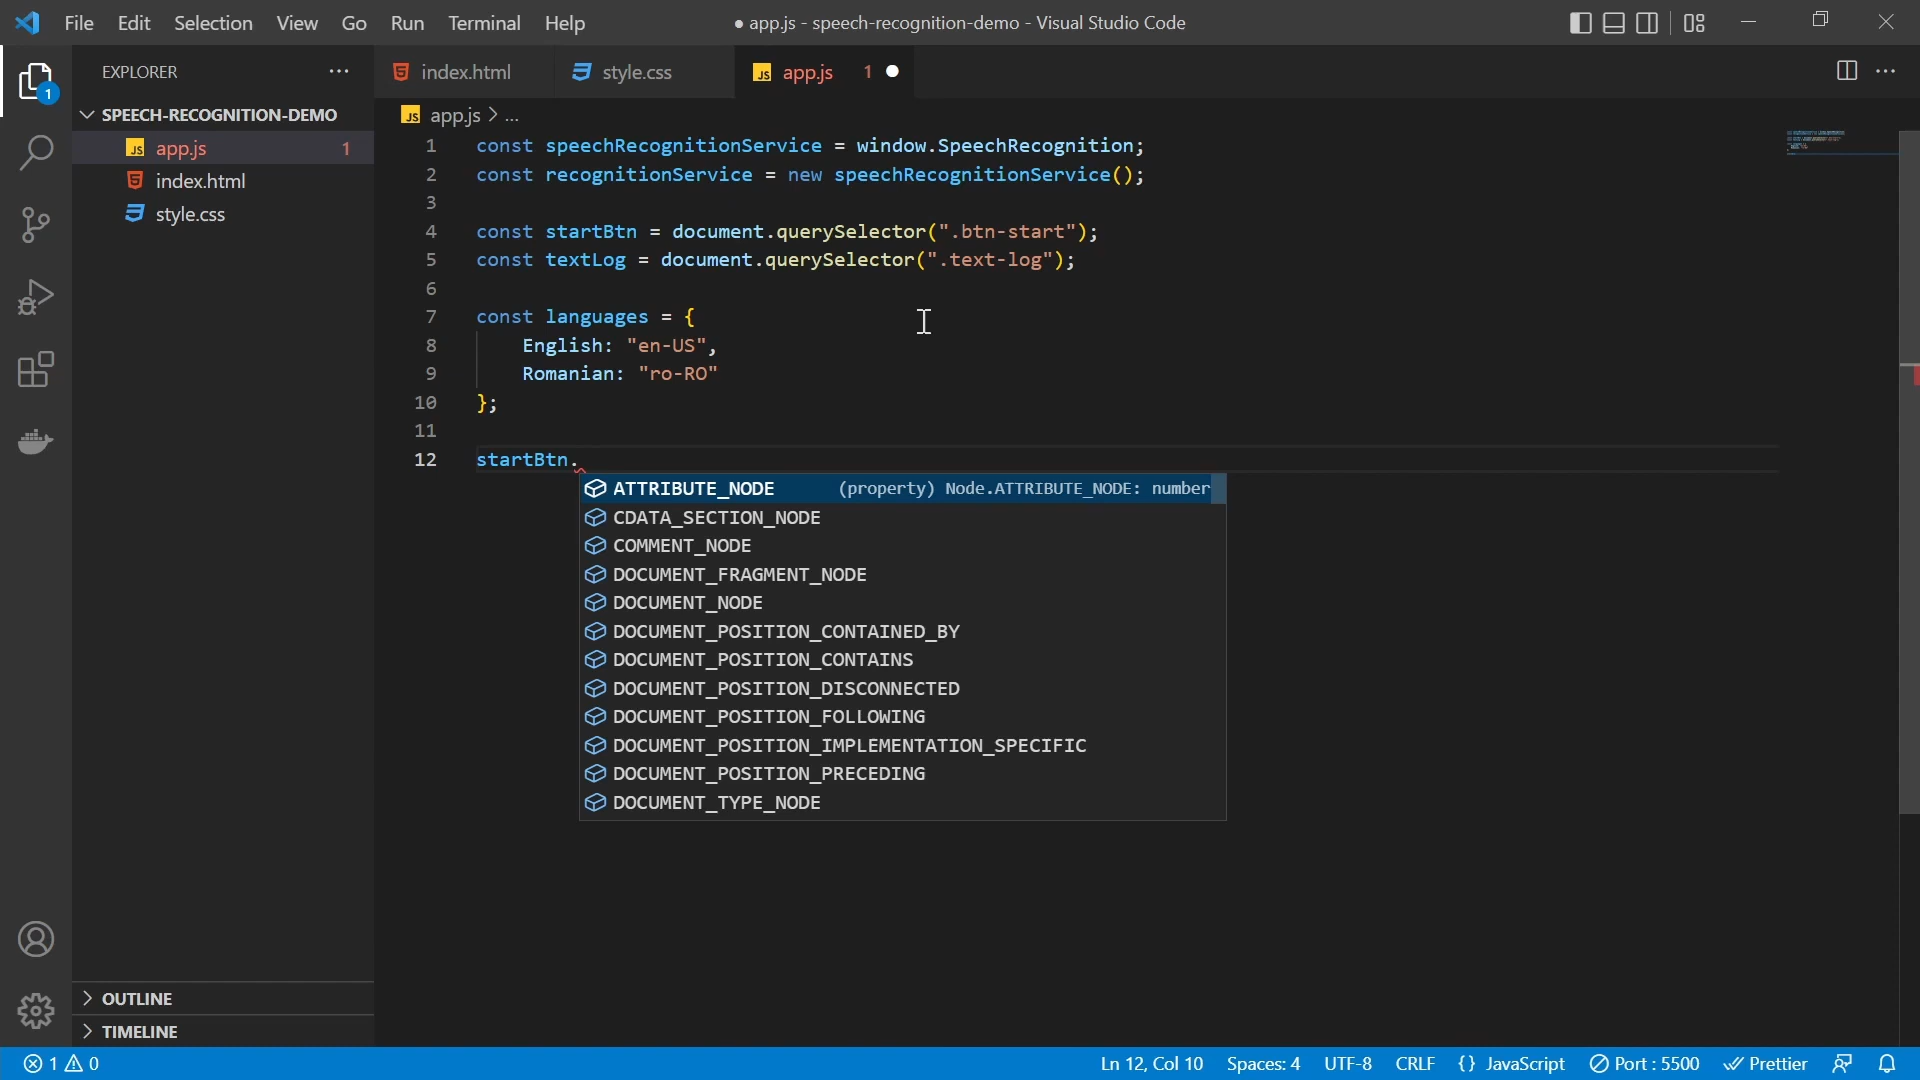 File Edit Selection View Go Run Terminal Help
● app.js - speech-recognition-demo - Visual Studio Code
1
EXPLORER
SPEECH-RECOGNITION-DEMO
JS app.js 1
index.html
style.css
OUTLINE
TIMELINE
index.html
style.css
JS app.js 1 ●
JS app.js > ...
1 const speechRecognitionService = window.SpeechRecognition;
2 const recognitionService = new speechRecognitionService();
3
4 const startBtn = document.querySelector(".btn-start");
5 const textLog = document.querySelector(".text-log");
6
7 const languages = {
8 English: "en-US",
9 Romanian: "ro-RO"
10 };
11
12 startBtn.
ATTRIBUTE_NODE (property) Node.ATTRIBUTE_NODE: number
CDATA_SECTION_NODE
COMMENT_NODE
DOCUMENT_FRAGMENT_NODE
DOCUMENT_NODE
DOCUMENT_POSITION_CONTAINED_BY
DOCUMENT_POSITION_CONTAINS
DOCUMENT_POSITION_DISCONNECTED
DOCUMENT_POSITION_FOLLOWING
DOCUMENT_POSITION_IMPLEMENTATION_SPECIFIC
DOCUMENT_POSITION_PRECEDING
DOCUMENT_TYPE_NODE
1 0 Ln 12, Col 10 Spaces: 4 UTF-8 CRLF {} JavaScript Port : 5500 Prettier